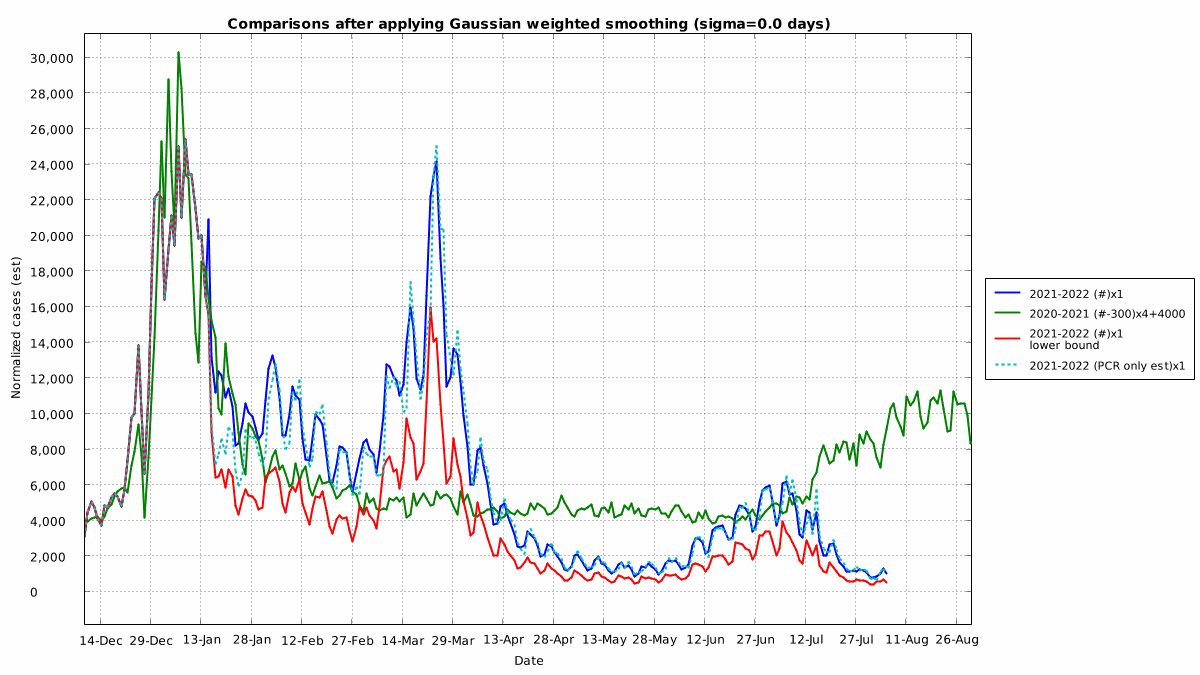 Comparisons after applying Gaussian weighted smoothing (sigma=0.0 days)
Normalized cases (est)
30,000
28,000
26,000
24,000
22,000
20,000
18,000
16,000
14,000
12,000
10,000
8,000
6,000
4,000
2,000
0
14-Dec 29-Dec 13-Jan 28-Jan 12-Feb 27-Feb 14-Mar 29-Mar 13-Apr 28-Apr 13-May 28-May 12-Jun 27-Jun 12-Jul 27-Jul 11-Aug 26-Aug
Date
2021-2022 (#)x1
2020-2021 (#-300)x4+4000
2021-2022 (#)x1
lower bound
2021-2022 (PCR only est)x1